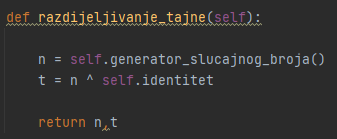 def razdijeljivanje_tajne(self):
n = self.generator_slucajnog_broja()
t = n ^ self.identitet
return n,t